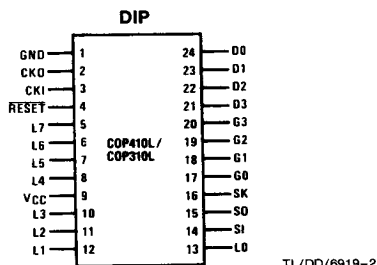 DIP
GND 1 24 D0
CKO 2 23 D1
CKI 3 22 D2
RESET 4 21 D3
L7 5 20 G3
L6 6 COP410L/ 19 G2
L5 7 COP310L 18 G1
L4 8 17 G0
VCC 9 16 SK
L3 10 15 SO
L2 11 14 SI
L1 12 13 L0
TL/DD/6919-2